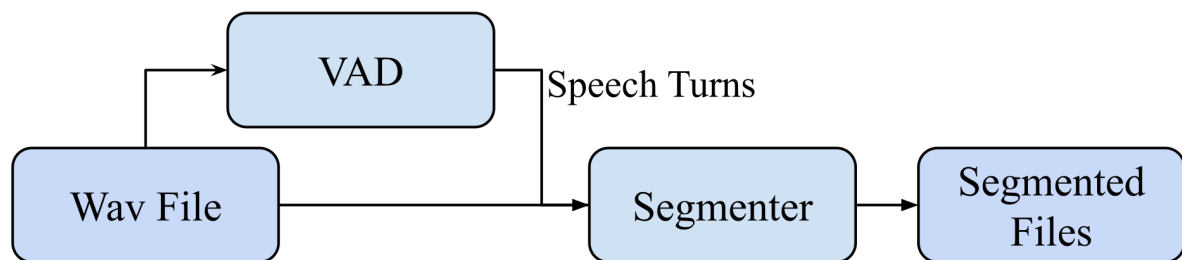 VAD
Speech Turns
Wav File
Segmenter
Segmented
Files